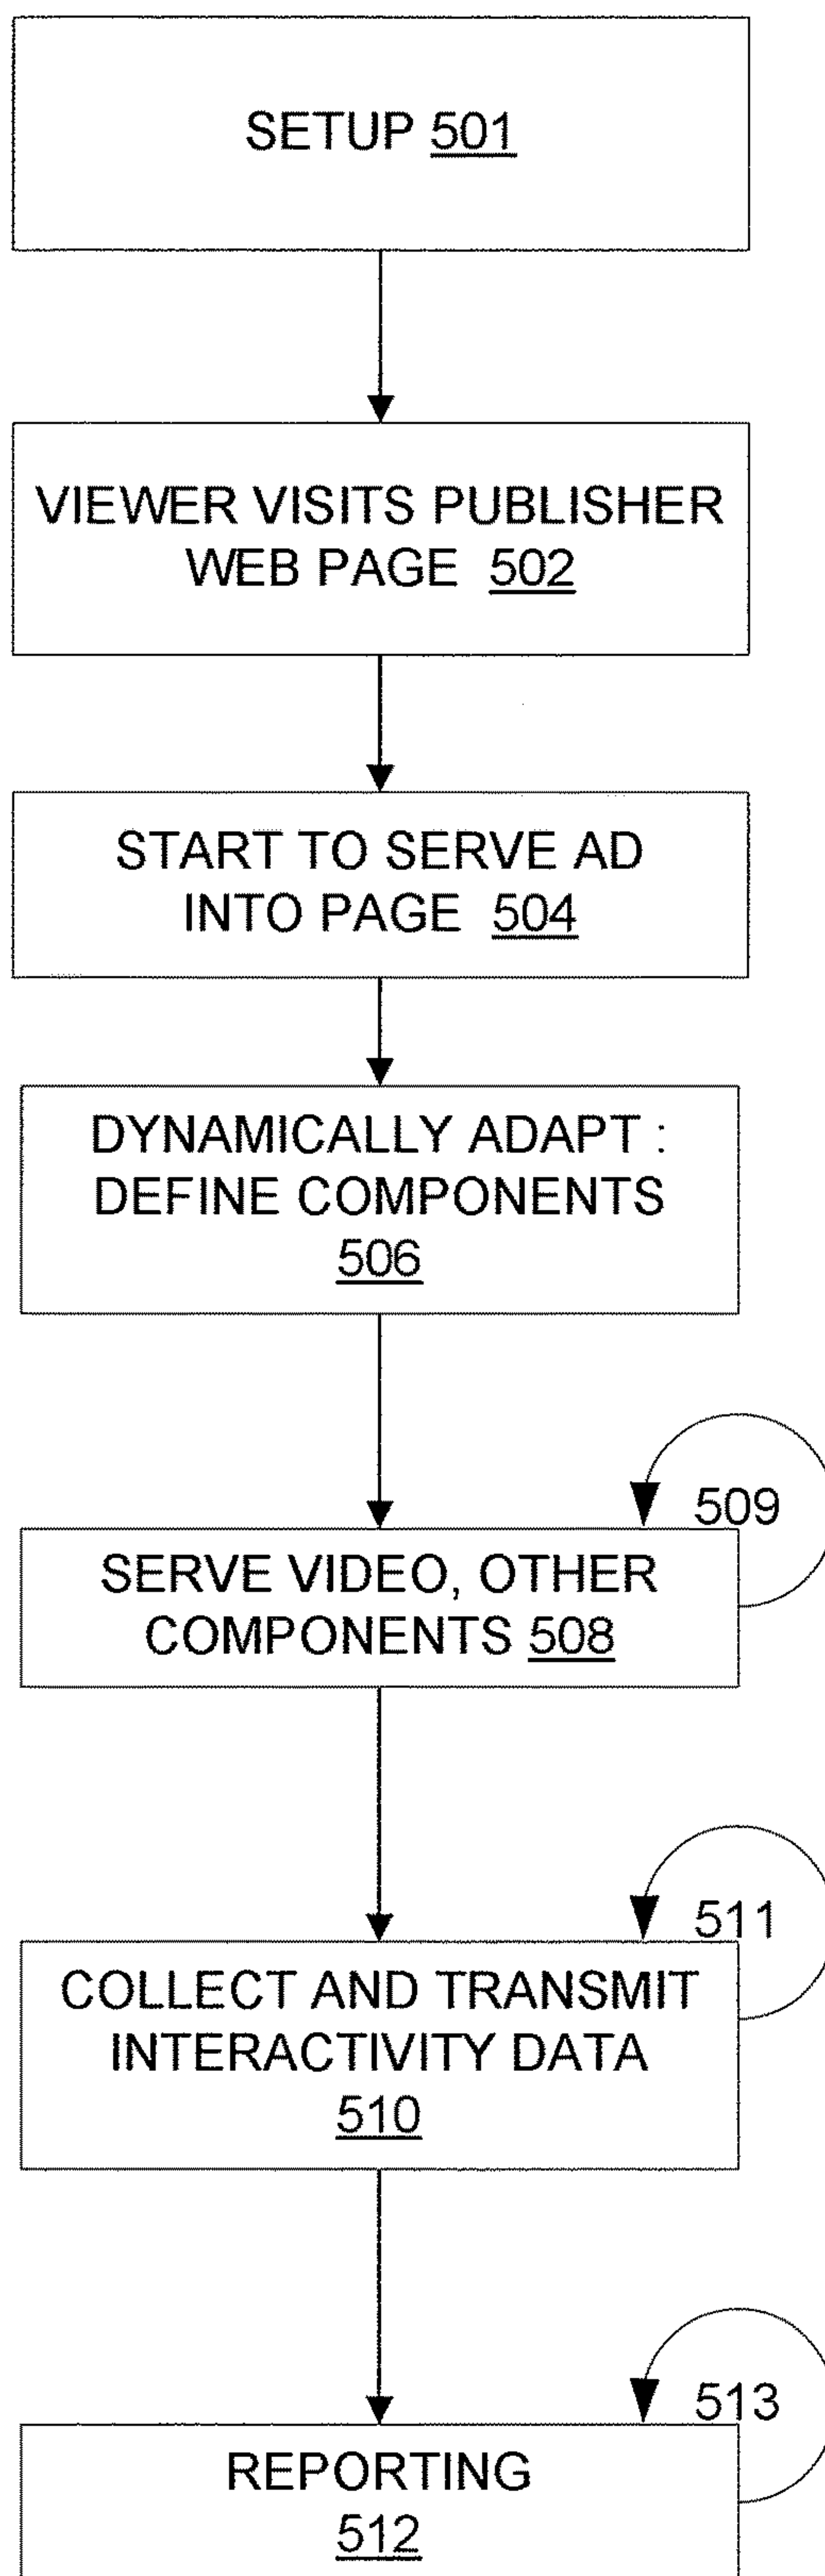 SETUP 501
VIEWER VISITS PUBLISHER
WEB PAGE 502
START TO SERVE AD
INTO PAGE 504
DYNAMICALLY ADAPT :
DEFINE COMPONENTS
506
509
SERVE VIDEO, OTHER
COMPONENTS 508
511
COLLECT AND TRANSMIT
INTERACTIVITY DATA
510
513
REPORTING
512